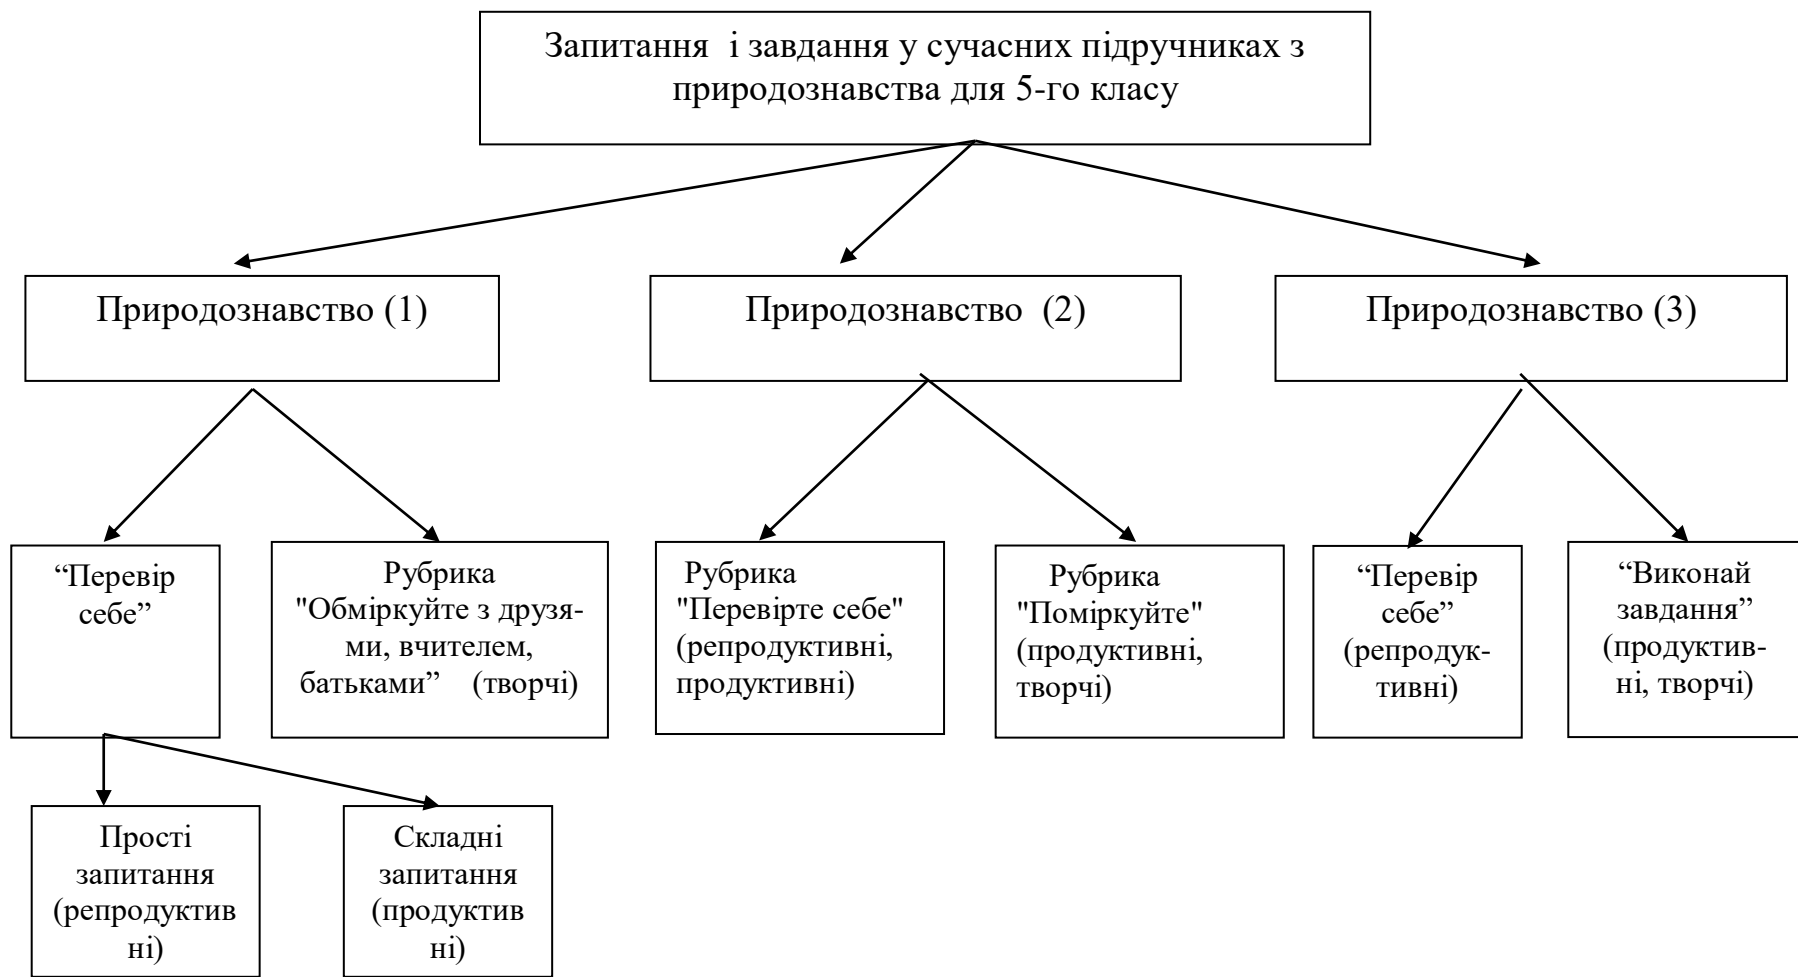 Запитання і завдання у сучасних підручниках з
природознавства для 5-го класу
Природознавство (1)
Природознавство (2)
Природознавство (3)
“Перевір
себе”
Рубрика
"Обміркуйте з друзя-
ми, вчителем,
батьками” (творчі)
Рубрика
"Перевірте себе"
(репродуктивні,
продуктивні)
Рубрика
"Поміркуйте"
(продуктивні,
творчі)
“Перевір
себе”
(репродук-
тивні)
“Виконай
завдання”
(продуктив-
ні, творчі)
Прості
запитання
(репродуктив
ні)
Складні
запитання
(продуктив
ні)